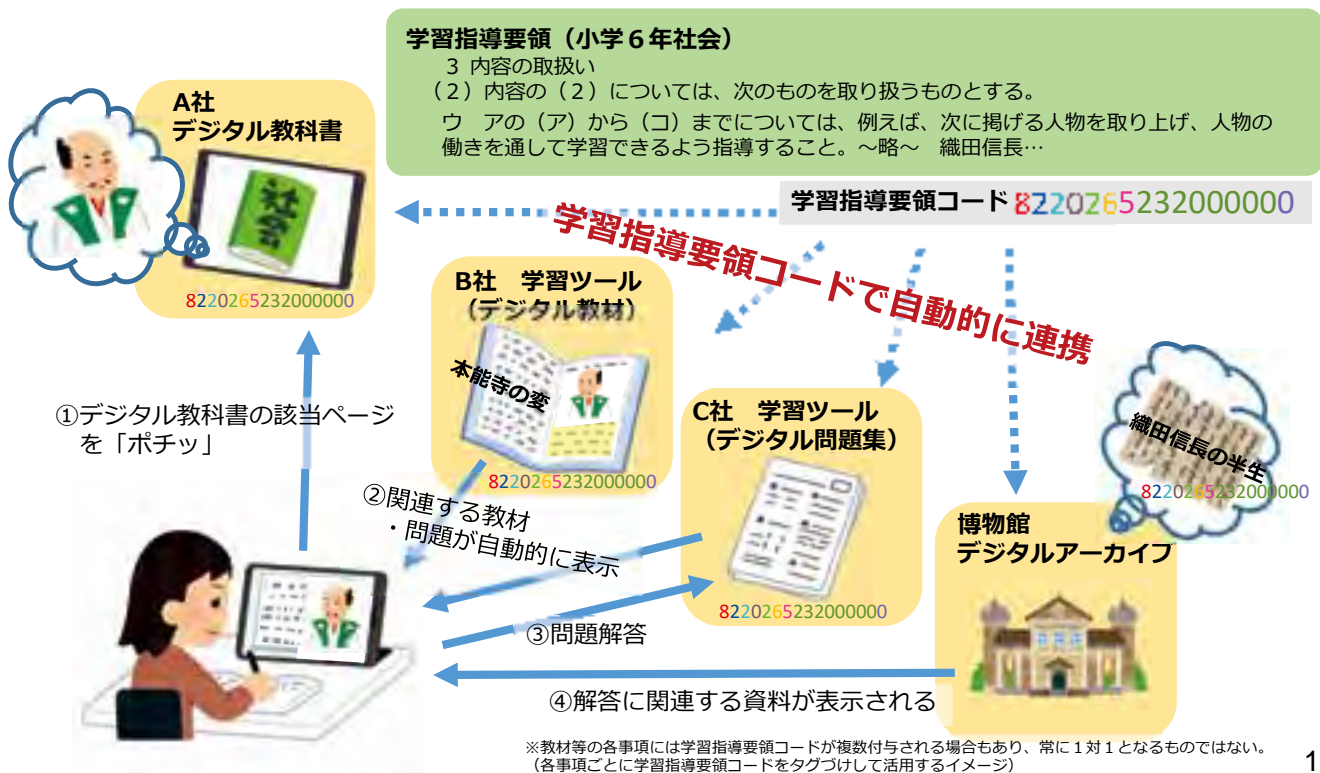 学習指導要領（小学６年社会）
３ 内容の取扱い
（２）内容の（２）については、次のものを取り扱うものとする。
ウ　アの（ア）から（コ）までについては、例えば、次に掲げる人物を取り上げ、人物の
働きを通して学習できるよう指導すること。～略～　織田信長…
学習指導要領コード 8220265232000000
A社
デジタル教科書
社会
8220265232000000
学習指導要領コードで自動的に連携
B社　学習ツール
（デジタル教材）
本能寺の変
8220265232000000
C社　学習ツール
（デジタル問題集）
8220265232000000
織田信長の半生
8220265232000000
博物館
デジタルアーカイブ
①デジタル教科書の該当ページ
を「ポチッ」
②関連する教材
・問題が自動的に表示
③問題解答
④解答に関連する資料が表示される
※教材等の各事項には学習指導要領コードが複数付与される場合もあり、常に１対１となるものではない。
（各事項ごとに学習指導要領コードをタグづけして活用するイメージ）
1